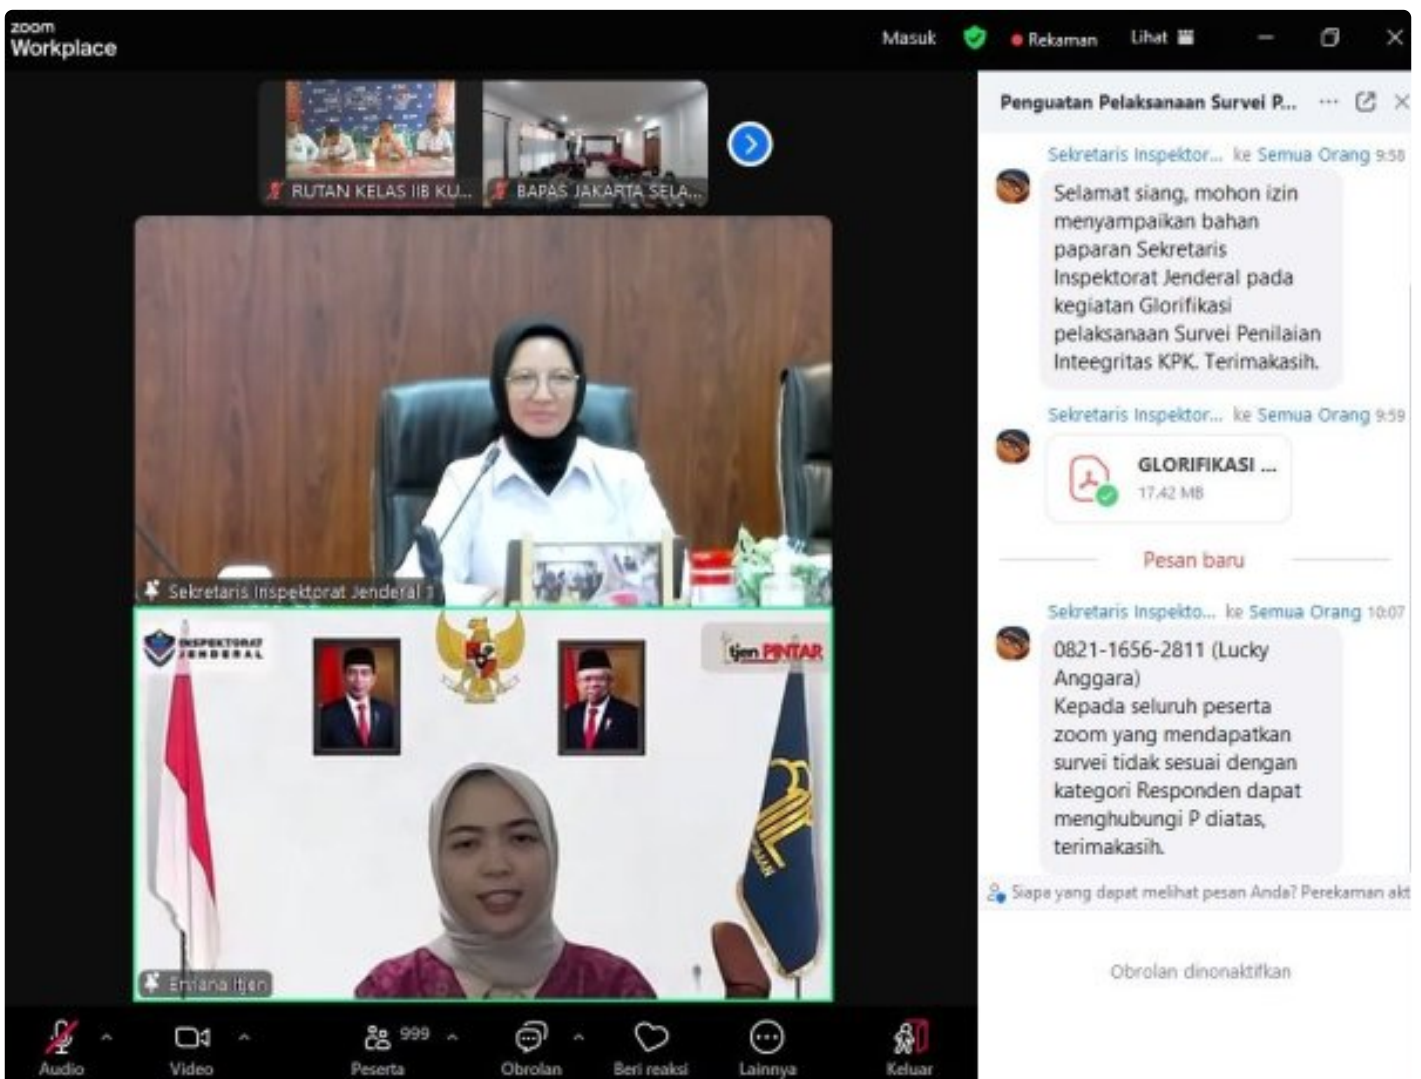 zoom
Workplace
Masuk
Rekaman
Lihat
RUTAN KELAS IIB KU...
BAPAS JAKARTA SELA...
Sekretaris Inspektorat Jenderal 1
INSPEKTORAT
JENDERAL
itjen PINTAR
Erviana Itjen
Penguatan Pelaksanaan Survei P...
Sekretaris Inspektor... ke Semua Orang 9:58
Selamat siang, mohon izin
menyampaikan bahan
paparan Sekretaris
Inspektorat Jenderal pada
kegiatan Glorifikasi
pelaksanaan Survei Penilaian
Inteegritas KPK. Terimakasih.
Sekretaris Inspektor... ke Semua Orang 9:59
GLORIFIKASI ...
17.42 MB
Pesan baru
Sekretaris Inspekto... ke Semua Orang 10:07
0821-1656-2811 (Lucky
Anggara)
Kepada seluruh peserta
zoom yang mendapatkan
survei tidak sesuai dengan
kategori Responden dapat
menghubungi P diatas,
terimakasih.
Siapa yang dapat melihat pesan Anda? Perekaman akt
Obrolan dinonaktifkan
Audio
Video
999
Peserta
Obrolan
Beri reaksi
Lainnya
Keluar